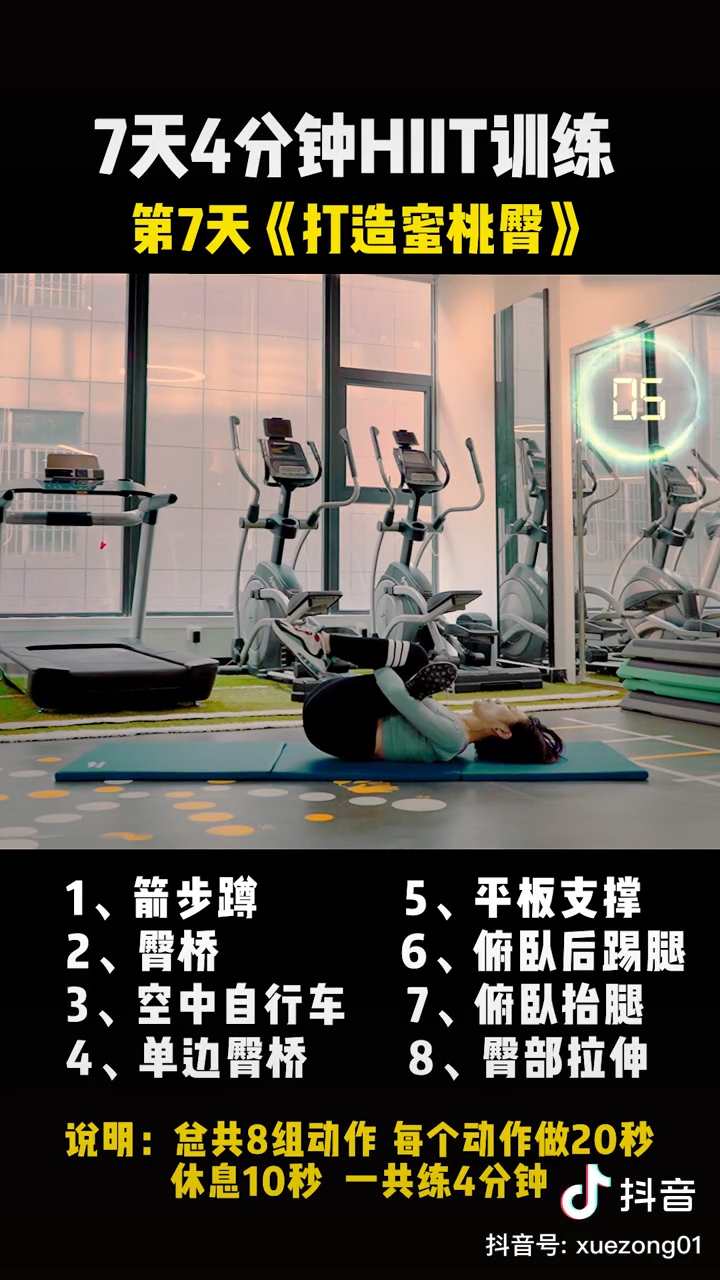 7天4分钟HIIT训练
第7天《打造蜜桃臀》
05
1、箭步蹲
2、臀桥
3、空中自行车
4、单边臀桥
5、平板支撑
6、俯卧后踢腿
7、俯卧抬腿
8、臀部拉伸
说明：总共8组动作 每个动作做20秒
休息10秒 一共练4分钟
抖音
抖音号: xuezong01